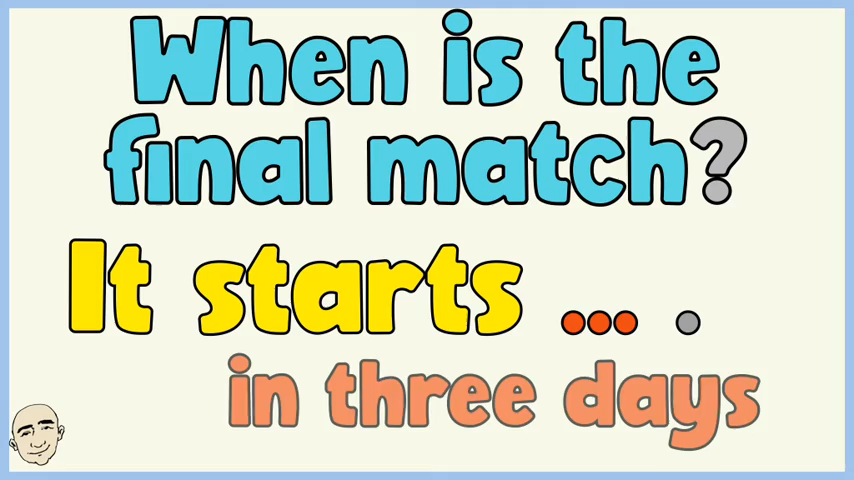 When is the
final match?
It starts ... .
in three days